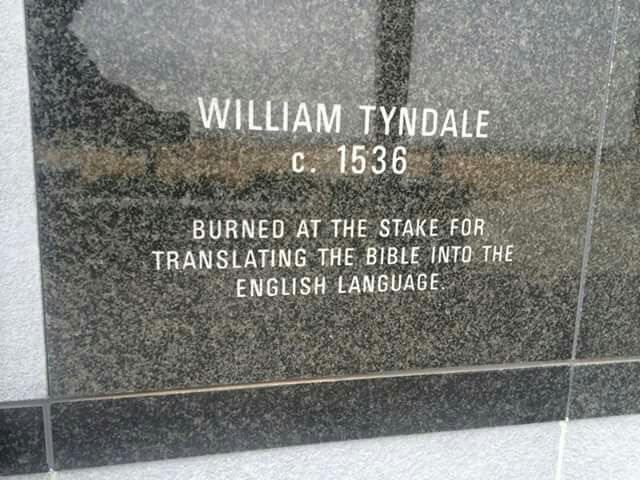 WILLIAM TYNDALE
c. 1536
BURNED AT THE STAKE FOR
TRANSLATING THE BIBLE INTO THE
ENGLISH LANGUAGE.